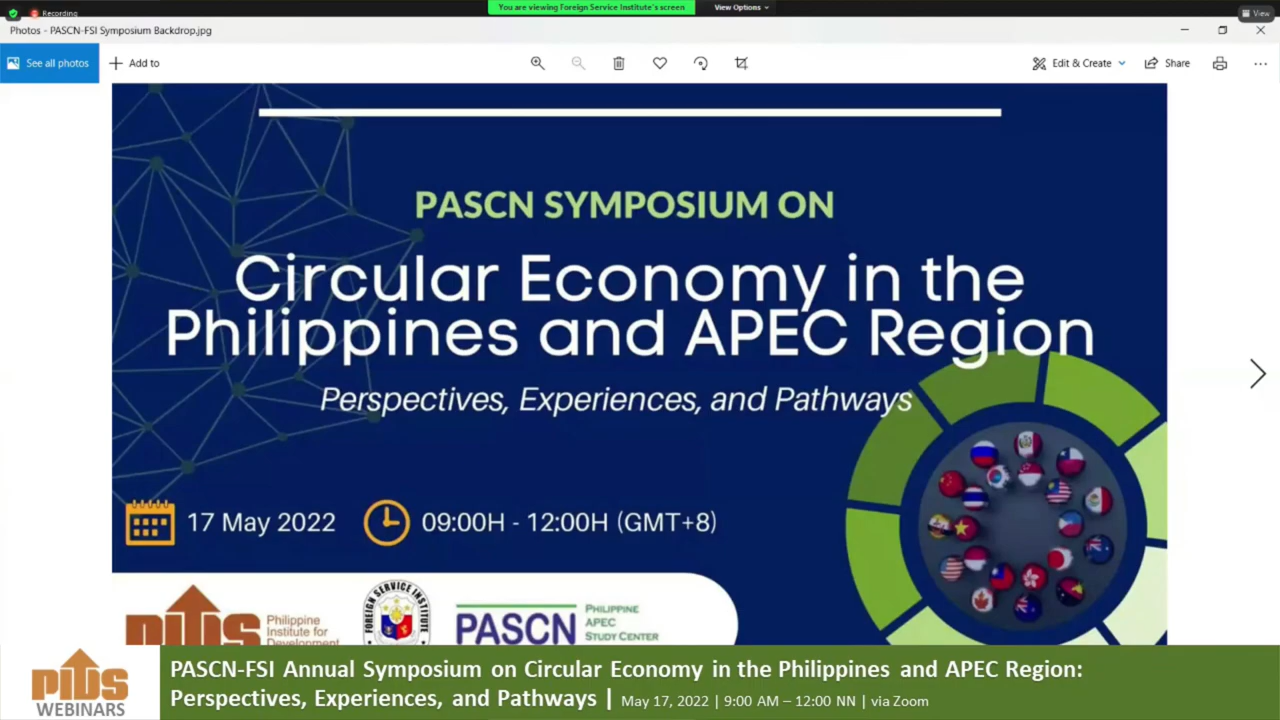 Recording
You are viewing Foreign Service Institute's screen
View Options
View
Photos - PASCN-FSI Symposium Backdrop.jpg
See all photos
Add to
Edit & Create
Share
PASCN SYMPOSIUM ON
Circular Economy in the
Philippines and APEC Region
Perspectives, Experiences, and Pathways
17 May 2022
09:00H - 12:00H (GMT+8)
PIDS
Philippine
Institute for
Development
FOREIGN SERVICE INSTITUTE
PASCN
PHILIPPINE
APEC
STUDY CENTER
PIDS
WEBINARS
PASCN-FSI Annual Symposium on Circular Economy in the Philippines and APEC Region:
Perspectives, Experiences, and Pathways | May 17, 2022 | 9:00 AM – 12:00 NN | via Zoom